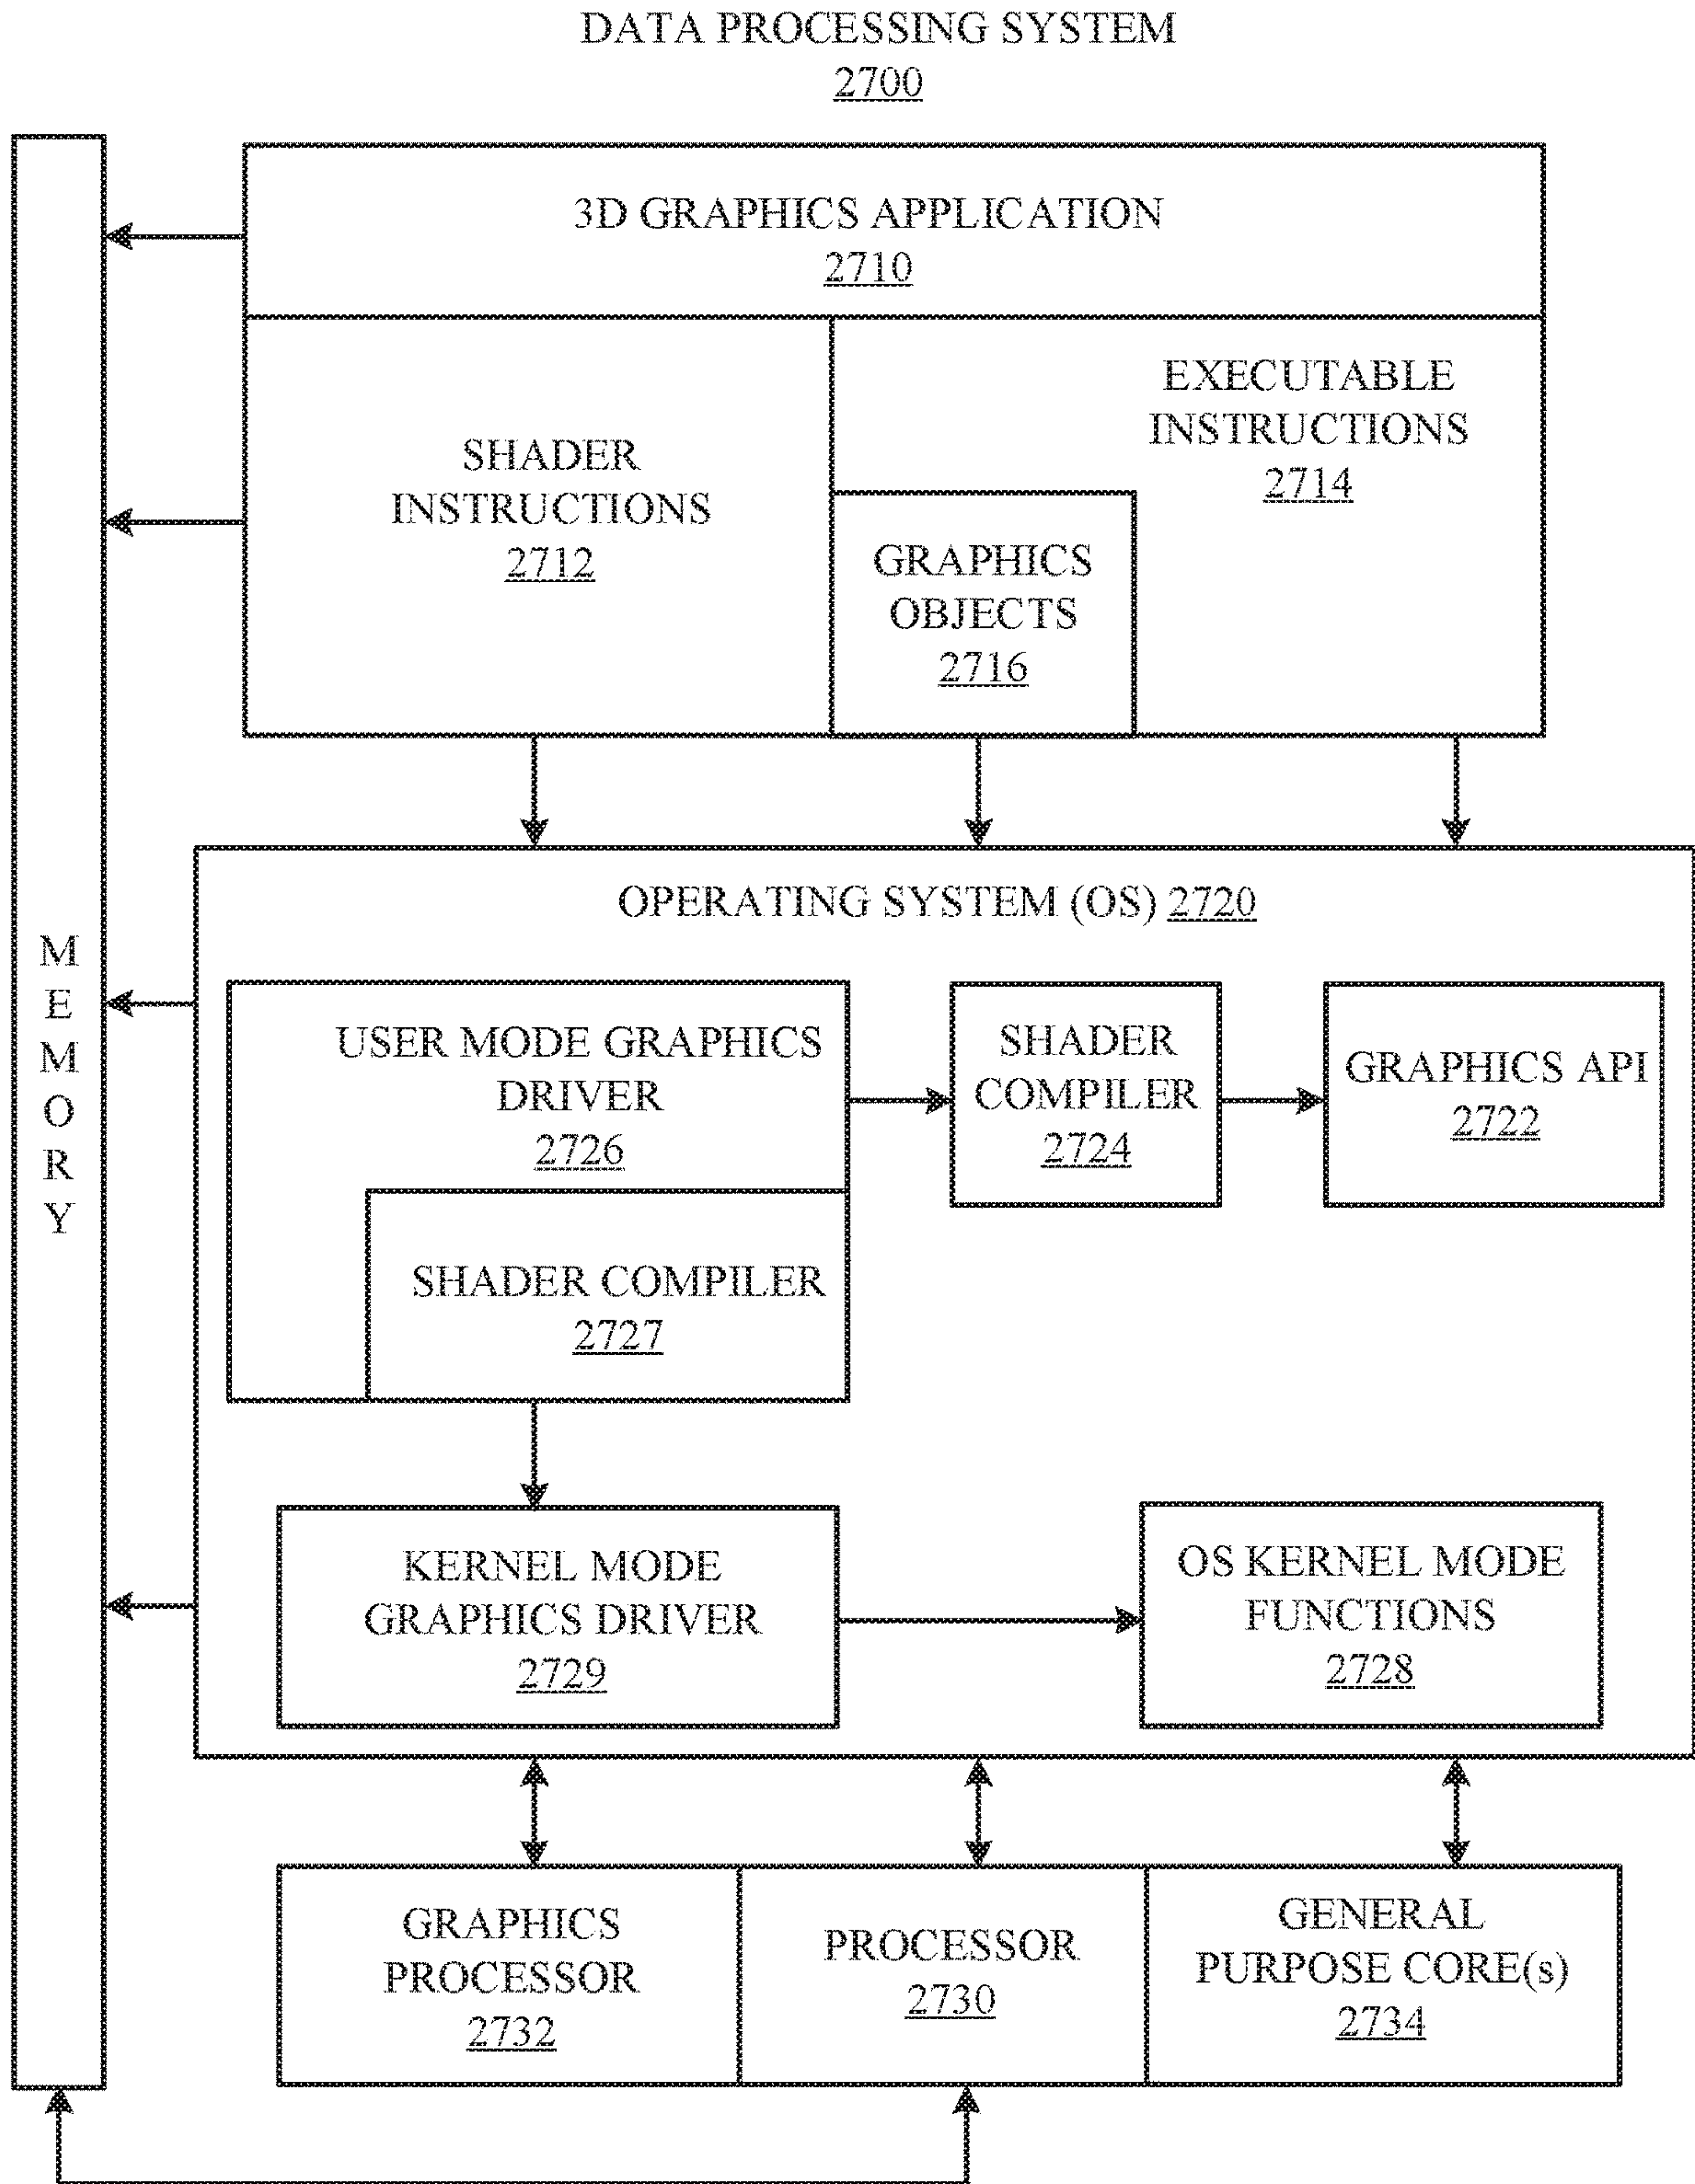 DATA PROCESSING SYSTEM
2700
3D GRAPHICS APPLICATION
2710
SHADER
INSTRUCTIONS
2712
EXECUTABLE
INSTRUCTIONS
2714
GRAPHICS
OBJECTS
2716
MEMORY
OPERATING SYSTEM (OS) 2720
USER MODE GRAPHICS
DRIVER
2726
SHADER
COMPILER
2724
GRAPHICS API
2722
SHADER COMPILER
2727
KERNEL MODE
GRAPHICS DRIVER
2729
OS KERNEL MODE
FUNCTIONS
2728
GRAPHICS
PROCESSOR
2732
PROCESSOR
2730
GENERAL
PURPOSE CORE(s)
2734